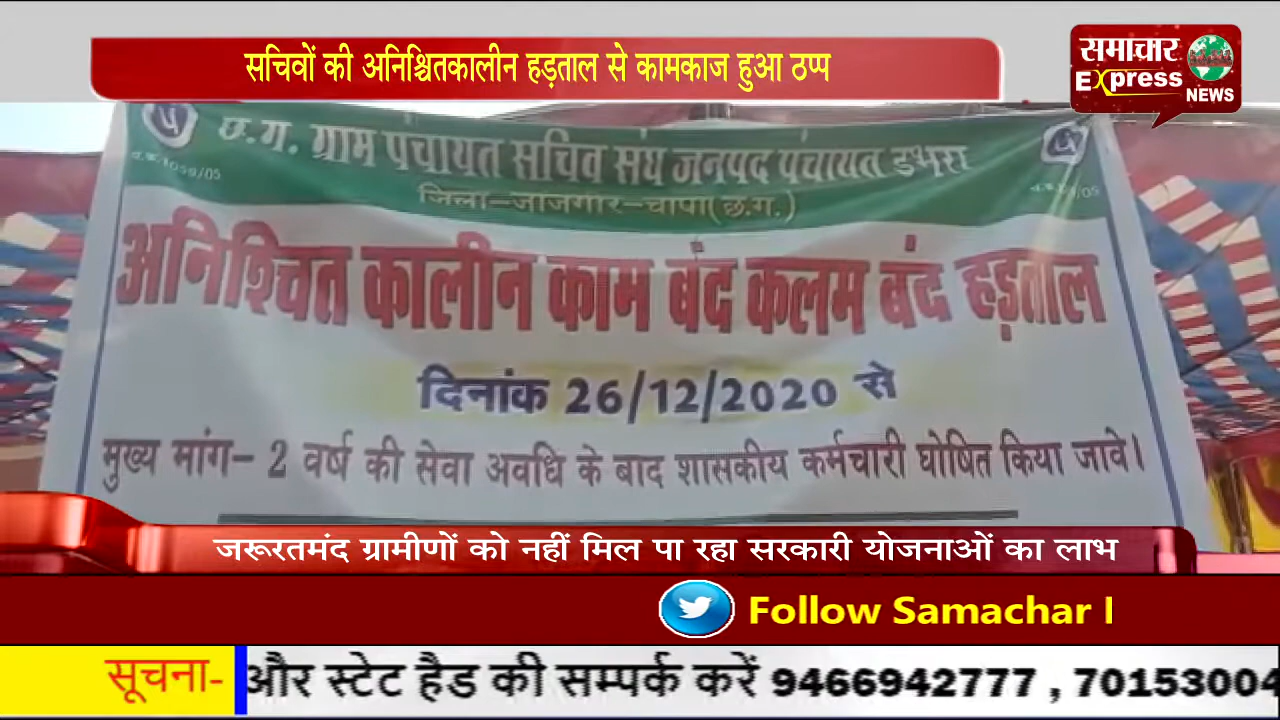 सचिवों की अनिश्चितकालीन हड़ताल से कामकाज हुआ ठप्प
समाचार
Express
NEWS
छ.ग. ग्राम पंचायत सचिव संघ जनपद पंचायत डभरा
जिला-जांजगीर-चांपा(छ.ग.)
अनिश्चित कालीन काम बंद कलम बंद हड़ताल
दिनांक 26/12/2020 से
मुख्य मांग- 2 वर्ष की सेवा अवधि के बाद शासकीय कर्मचारी घोषित किया जावे।
जरूरतमंद ग्रामीणों को नहीं मिल पा रहा सरकारी योजनाओं का लाभ
Follow Samachar
सूचना- और स्टेट हैड की सम्पर्क करें 9466942777 , 7015300